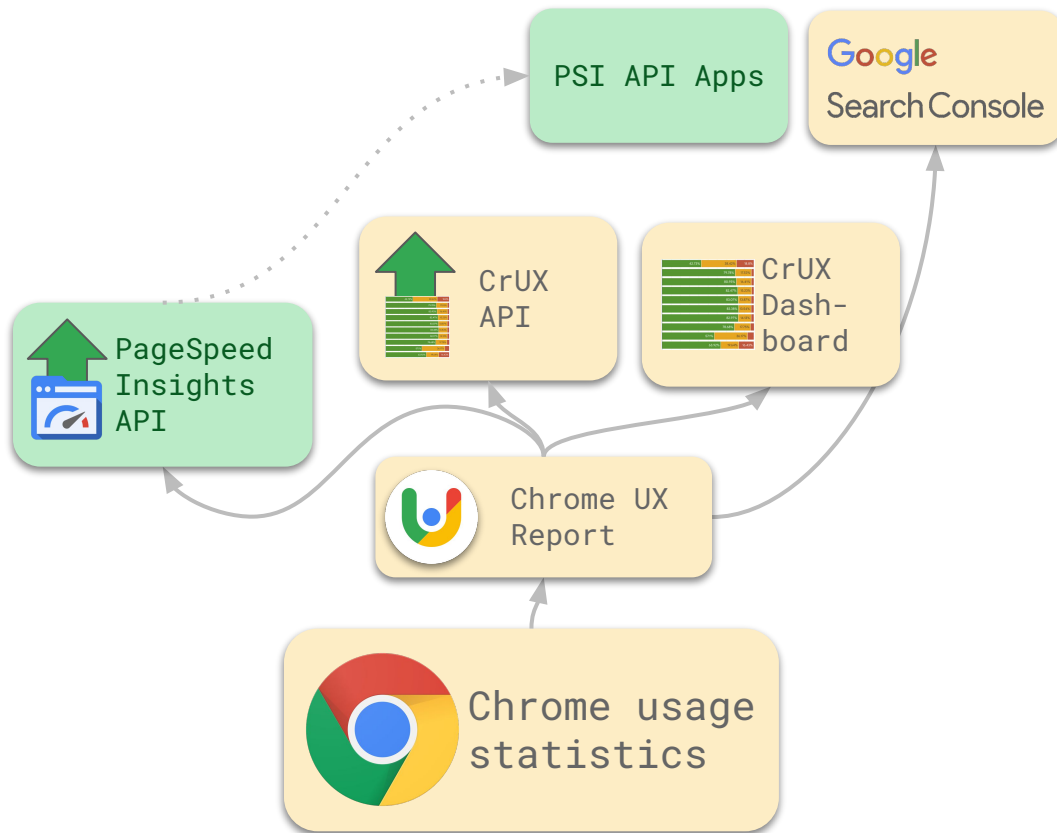 PSI API Apps
Google
Search Console
CrUX
API
CrUX
Dash-
board
PageSpeed
Insights
API
Chrome UX
Report
Chrome usage
statistics